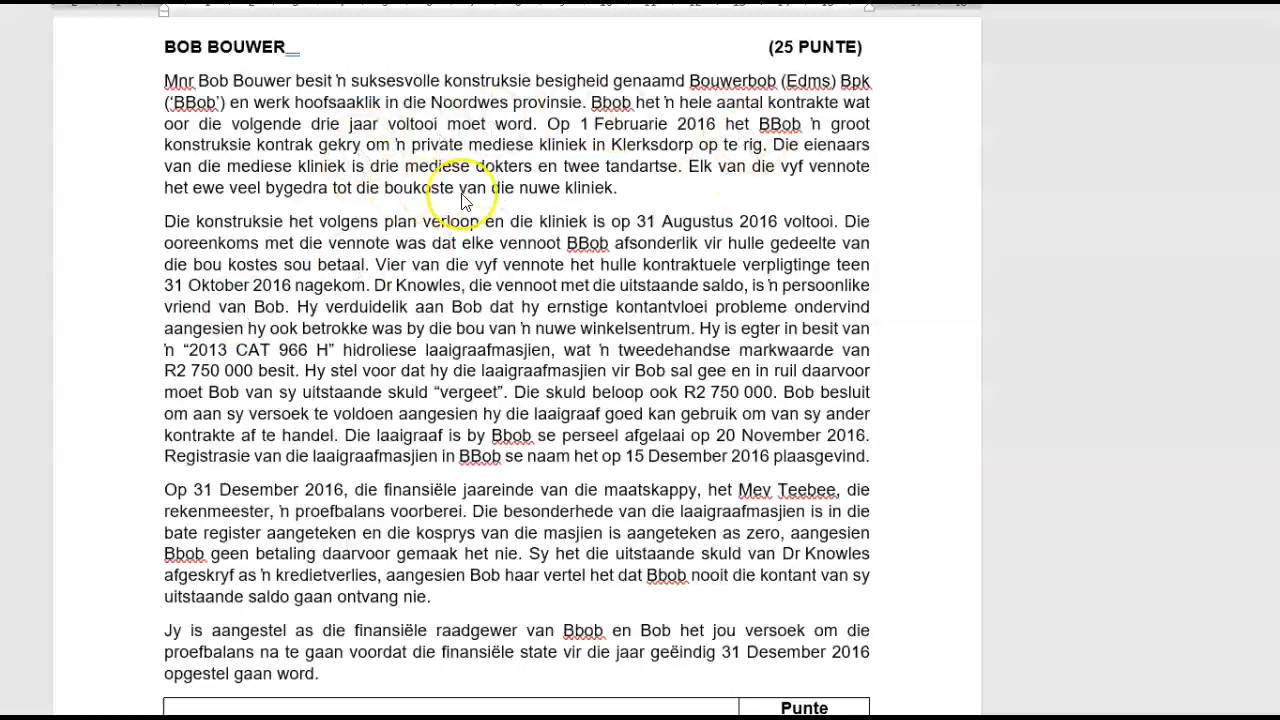 BOB BOUWER (25 PUNTE)
Mnr Bob Bouwer besit 'n suksesvolle konstruksie besigheid genaamd Bouwerbob (Edms) Bpk
('BBob') en werk hoofsaaklik in die Noordwes provinsie. Bbob het 'n hele aantal kontrakte wat
oor die volgende drie jaar voltooi moet word. Op 1 Februarie 2016 het BBob 'n groot
konstruksie kontrak gekry om 'n private mediese kliniek in Klerksdorp op te rig. Die eienaars
van die mediese kliniek is drie mediese dokters en twee tandartse. Elk van die vyf vennote
het ewe veel bygedra tot die boukoste van die nuwe kliniek.
Die konstruksie het volgens plan verloop en die kliniek is op 31 Augustus 2016 voltooi. Die
ooreenkoms met die vennote was dat elke vennoot BBob afsonderlik vir hulle gedeelte van
die bou kostes sou betaal. Vier van die vyf vennote het hulle kontraktuele verpligtinge teen
31 Oktober 2016 nagekom. Dr Knowles, die vennoot met die uitstaande saldo, is 'n persoonlike
vriend van Bob. Hy verduidelik aan Bob dat hy ernstige kontantvloei probleme ondervind
aangesien hy ook betrokke was by die bou van 'n nuwe winkelsentrum. Hy is egter in besit van
'n “2013 CAT 966 H” hidroliese laaigraafmasjien, wat 'n tweedehandse markwaarde van
R2 750 000 besit. Hy stel voor dat hy die laaigraafmasjien vir Bob sal gee en in ruil daarvoor
moet Bob van sy uitstaande skuld “vergeet”. Die skuld beloop ook R2 750 000. Bob besluit
om aan sy versoek te voldoen aangesien hy die laaigraaf goed kan gebruik om van sy ander
kontrakte af te handel. Die laaigraaf is by Bbob se perseel afgelaai op 20 November 2016.
Registrasie van die laaigraafmasjien in BBob se naam het op 15 Desember 2016 plaasgevind.
Op 31 Desember 2016, die finansiële jaareinde van die maatskappy, het Mev Teebee, die
rekenmeester, 'n proefbalans voorberei. Die besonderhede van die laaigraafmasjien is in die
bate register aangeteken en die kosprys van die masjien is aangeteken as zero, aangesien
Bbob geen betaling daarvoor gemaak het nie. Sy het die uitstaande skuld van Dr Knowles
afgeskryf as 'n kredietverlies, aangesien Bob haar vertel het dat Bbob nooit die kontant van sy
uitstaande saldo gaan ontvang nie.
Jy is aangestel as die finansiële raadgewer van Bbob en Bob het jou versoek om die
proefbalans na te gaan voordat die finansiële state vir die jaar geëindig 31 Desember 2016
opgestel gaan word.
Punte